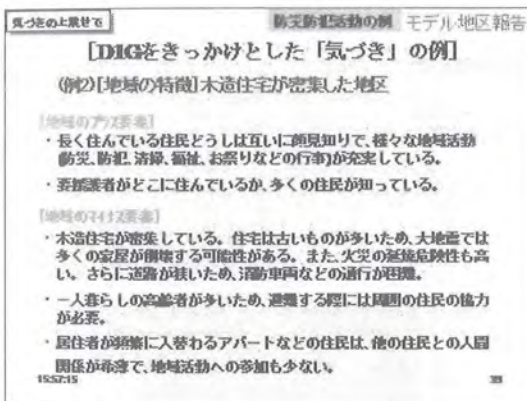 気づきの上乗せで
防災防犯活動の例 モデル地区報告
[DIGをきっかけとした「気づき」の例]
(例2)[地域の特徴]木造住宅が密集した地区
[地域のプラス要素]
・長く住んでいる住民どうしは互いに顔見知りで、様々な地域活動
(防災、防犯、清掃、福祉、お祭りなどの行事)が充実している。
・要援護者がどこに住んでいるか、多くの住民が知っている。
[地域のマイナス要素]
・木造住宅が密集している。住宅は古いものが多いため、大地震では
多くの家屋が倒壊する可能性がある。また、火災の延焼危険性も高
い。さらに道路が狭いため、消防車両などの通行が困難。
・一人暮らしの高齢者が多いため、避難する際には周囲の住民の協力
が必要。
・居住者が頻繁に入替わるアパートなどの住民は、他の住民との人間
関係が希薄で、地域活動への参加も少ない。
15:57:15